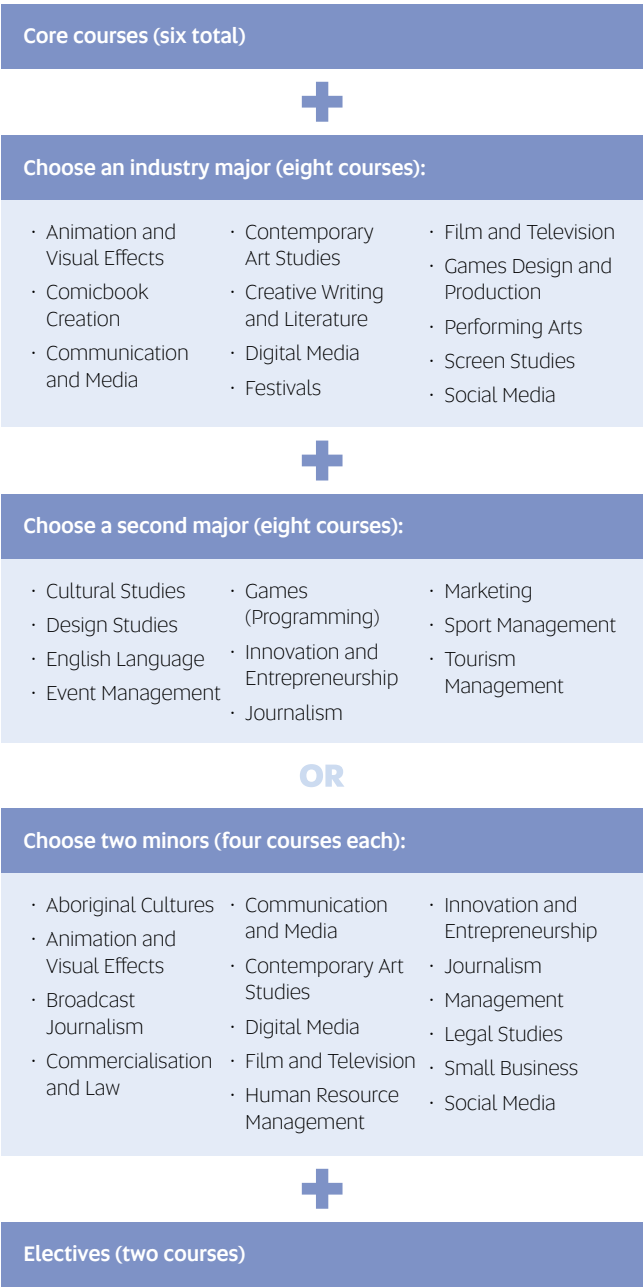 Core courses (six total)
Choose an industry major (eight courses):
· Animation and
Visual Effects
· Comicbook
Creation
· Communication
and Media
· Contemporary
Art Studies
· Creative Writing
and Literature
· Digital Media
· Festivals
· Film and Television
· Games Design and
Production
· Performing Arts
· Screen Studies
· Social Media
Choose a second major (eight courses):
· Cultural Studies
· Design Studies
· English Language
· Event Management
· Games
(Programming)
· Innovation and
Entrepreneurship
· Journalism
· Marketing
· Sport Management
· Tourism
Management
OR
Choose two minors (four courses each):
· Aboriginal Cultures
· Animation and
Visual Effects
· Broadcast
Journalism
· Commercialisation
and Law
· Communication
and Media
· Contemporary Art
Studies
· Digital Media
· Film and Television
· Human Resource
Management
· Innovation and
Entrepreneurship
· Journalism
· Management
· Legal Studies
· Small Business
· Social Media
Electives (two courses)